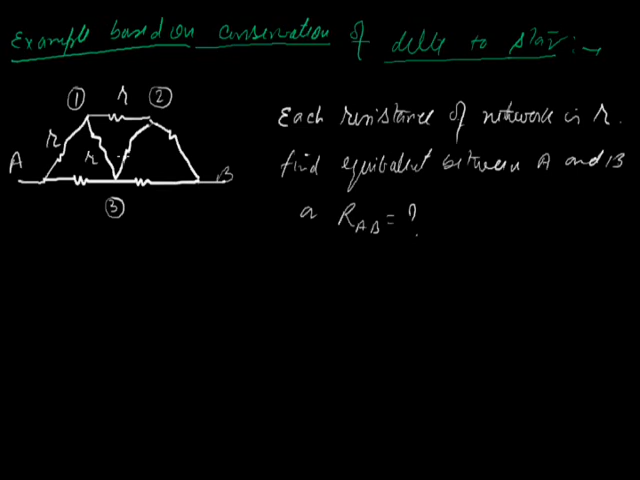 Example based on conservation of delta to star :-
① r ②
r r
A B
③
Each resistance of network is r.
find equivalent between A and B
a R_AB = ?